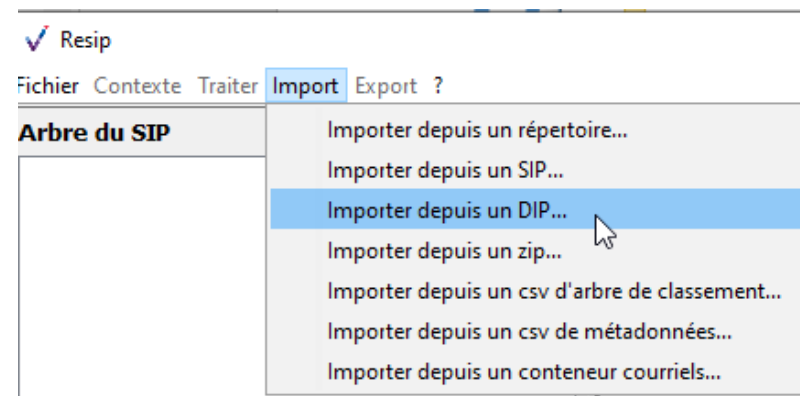 Resip
Fichier Contexte Traiter Import Export ?
Arbre du SIP
Importer depuis un répertoire...
Importer depuis un SIP...
Importer depuis un DIP...
Importer depuis un zip...
Importer depuis un csv d'arbre de classement...
Importer depuis un csv de métadonnées...
Importer depuis un conteneur courriels...